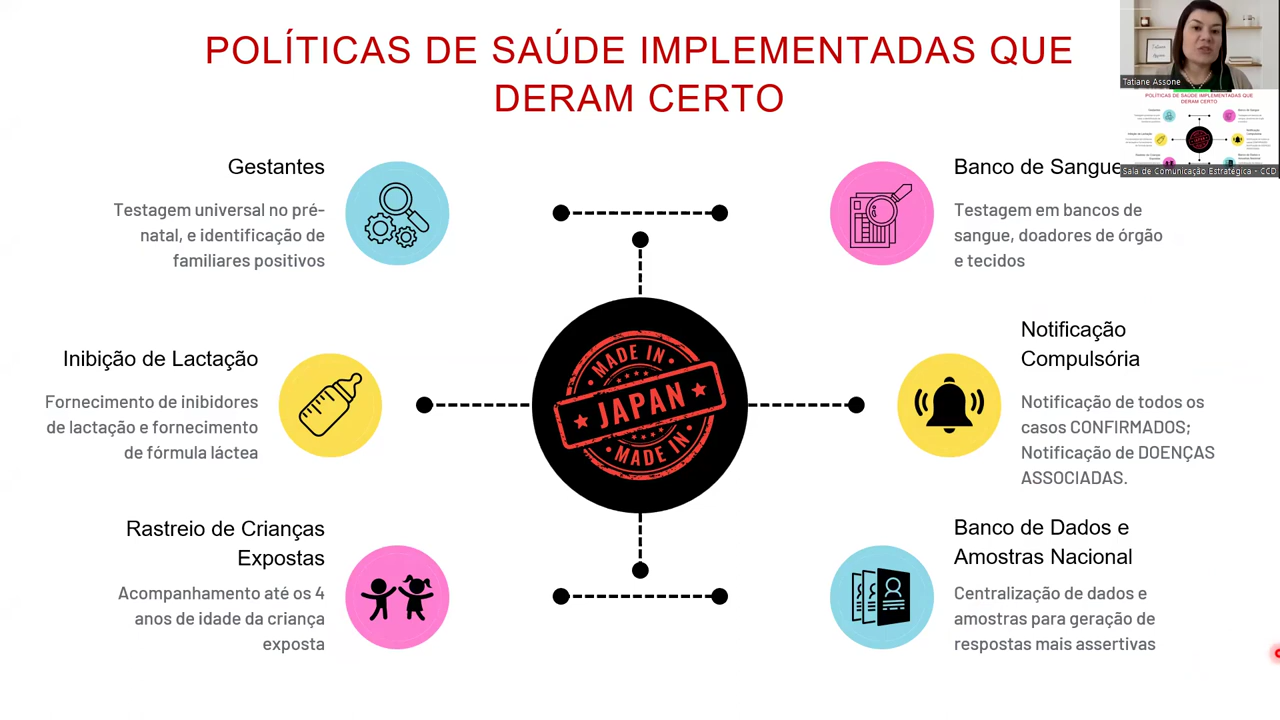 POLÍTICAS DE SAÚDE IMPLEMENTADAS QUE
DERAM CERTO
Gestantes
Testagem universal no pré-
natal, e identificação de
familiares positivos
Inibição de Lactação
Fornecimento de inibidores
de lactação e fornecimento
de fórmula láctea
Rastreio de Crianças
Expostas
Acompanhamento até os 4
anos de idade da criança
exposta
MADE IN
JAPAN
MADE IN
Banco de Sangue
Testagem em bancos de
sangue, doadores de órgão
e tecidos
Notificação
Compulsória
Notificação de todos os
casos CONFIRMADOS;
Notificação de DOENÇAS
ASSOCIADAS.
Banco de Dados e
Amostras Nacional
Centralização de dados e
amostras para geração de
respostas mais assertivas
Tatiane Assone
POLÍTICAS DE SAÚDE IMPLEMENTADAS QUE
DERAM CERTO
Sala de Comunicação Estratégica - CCD